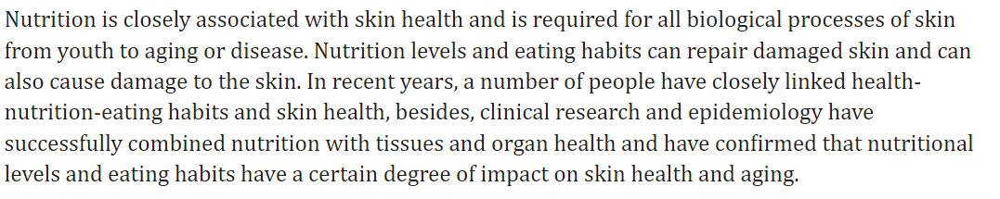 Nutrition is closely associated with skin health and is required for all biological processes of skin
from youth to aging or disease. Nutrition levels and eating habits can repair damaged skin and can
also cause damage to the skin. In recent years, a number of people have closely linked health-
nutrition-eating habits and skin health, besides, clinical research and epidemiology have
successfully combined nutrition with tissues and organ health and have confirmed that nutritional
levels and eating habits have a certain degree of impact on skin health and aging.